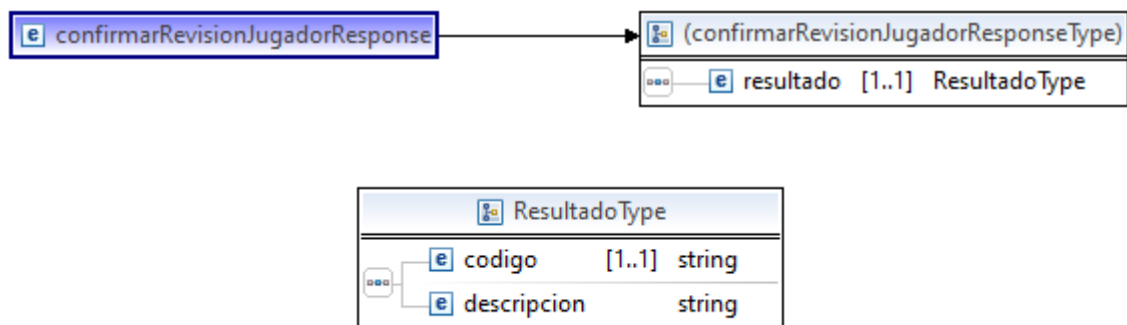 e confirmarRevisionJugadorResponse
(confirmarRevisionJugadorResponseType)
e resultado [1..1] ResultadoType
ResultadoType
e codigo [1..1] string
e descripcion string